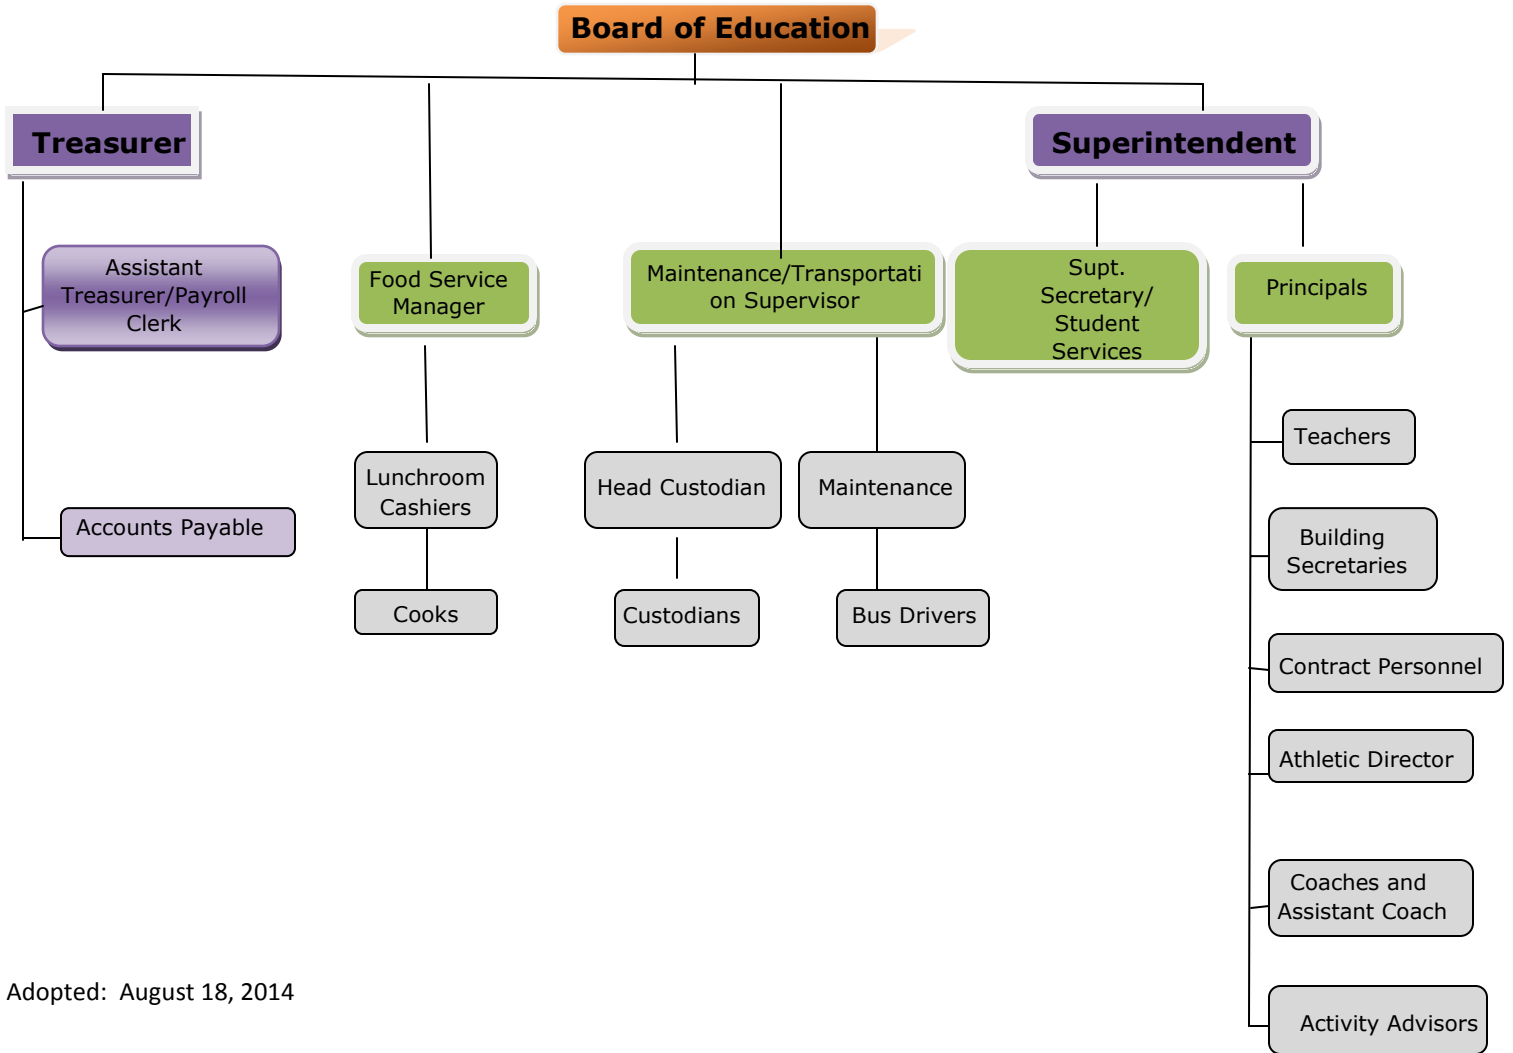 Board of Education
Treasurer
Superintendent
Assistant
Treasurer/Payroll
Clerk
Food Service
Manager
Maintenance/Transportati
on Supervisor
Supt.
Secretary/
Student
Services
Principals
Teachers
Lunchroom
Cashiers
Head Custodian
Maintenance
Accounts Payable
Building
Secretaries
Cooks
Custodians
Bus Drivers
Contract Personnel
Athletic Director
Coaches and
Assistant Coach
Adopted:  August 18, 2014
Activity Advisors